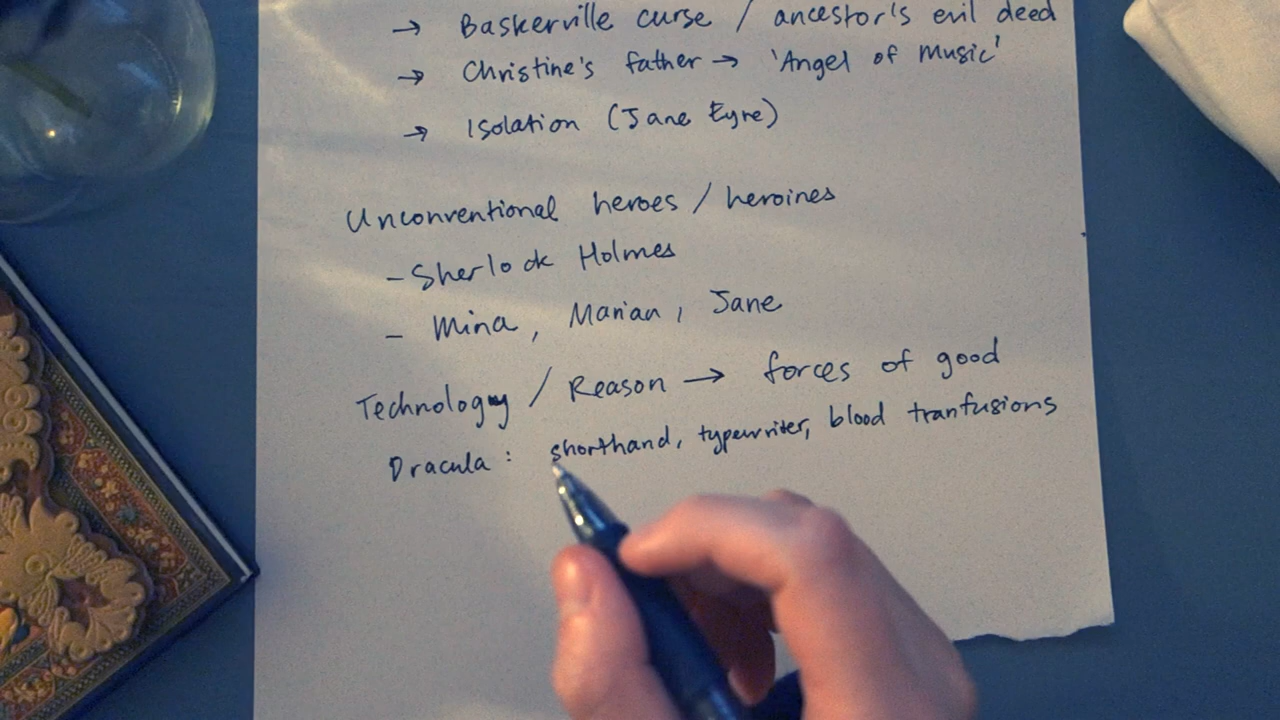 → Baskerville curse / ancestor's evil deed
→ Christine's father → 'Angel of Music'
→ Isolation (Jane Eyre)
Unconventional heroes / heroines
- Sherlock Holmes
- Mina, Marian, Jane
Technology / Reason → forces of good
Dracula: shorthand, typewriter, blood tranfusions